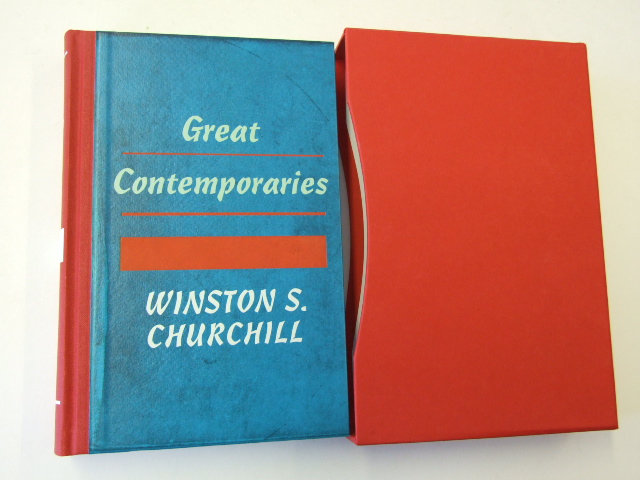 Great
Contemporaries
WINSTON S.
CHURCHILL